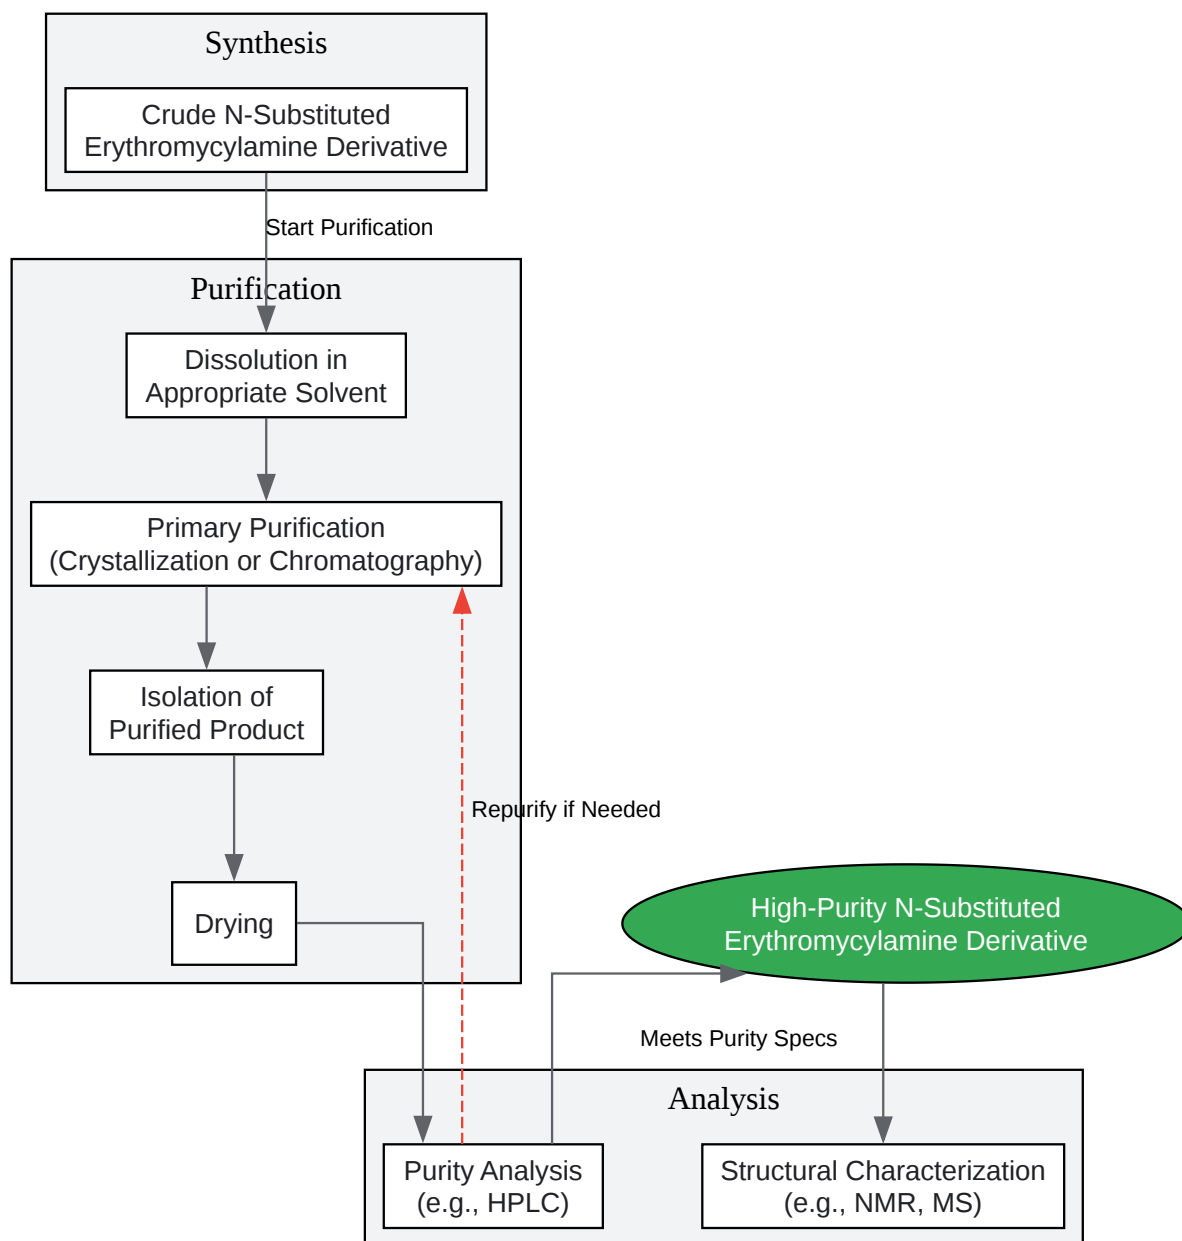 Synthesis
Crude N-Substituted
Erythromycylamine Derivative
Start Purification
Purification
Dissolution in
Appropriate Solvent
Primary Purification
(Crystallization or Chromatography)
Isolation of
Purified Product
Repurify if Needed
Drying
High-Purity N-Substituted
Erythromycylamine Derivative
Meets Purity Specs
Analysis
Purity Analysis
(e.g., HPLC)
Structural Characterization
(e.g., NMR, MS)